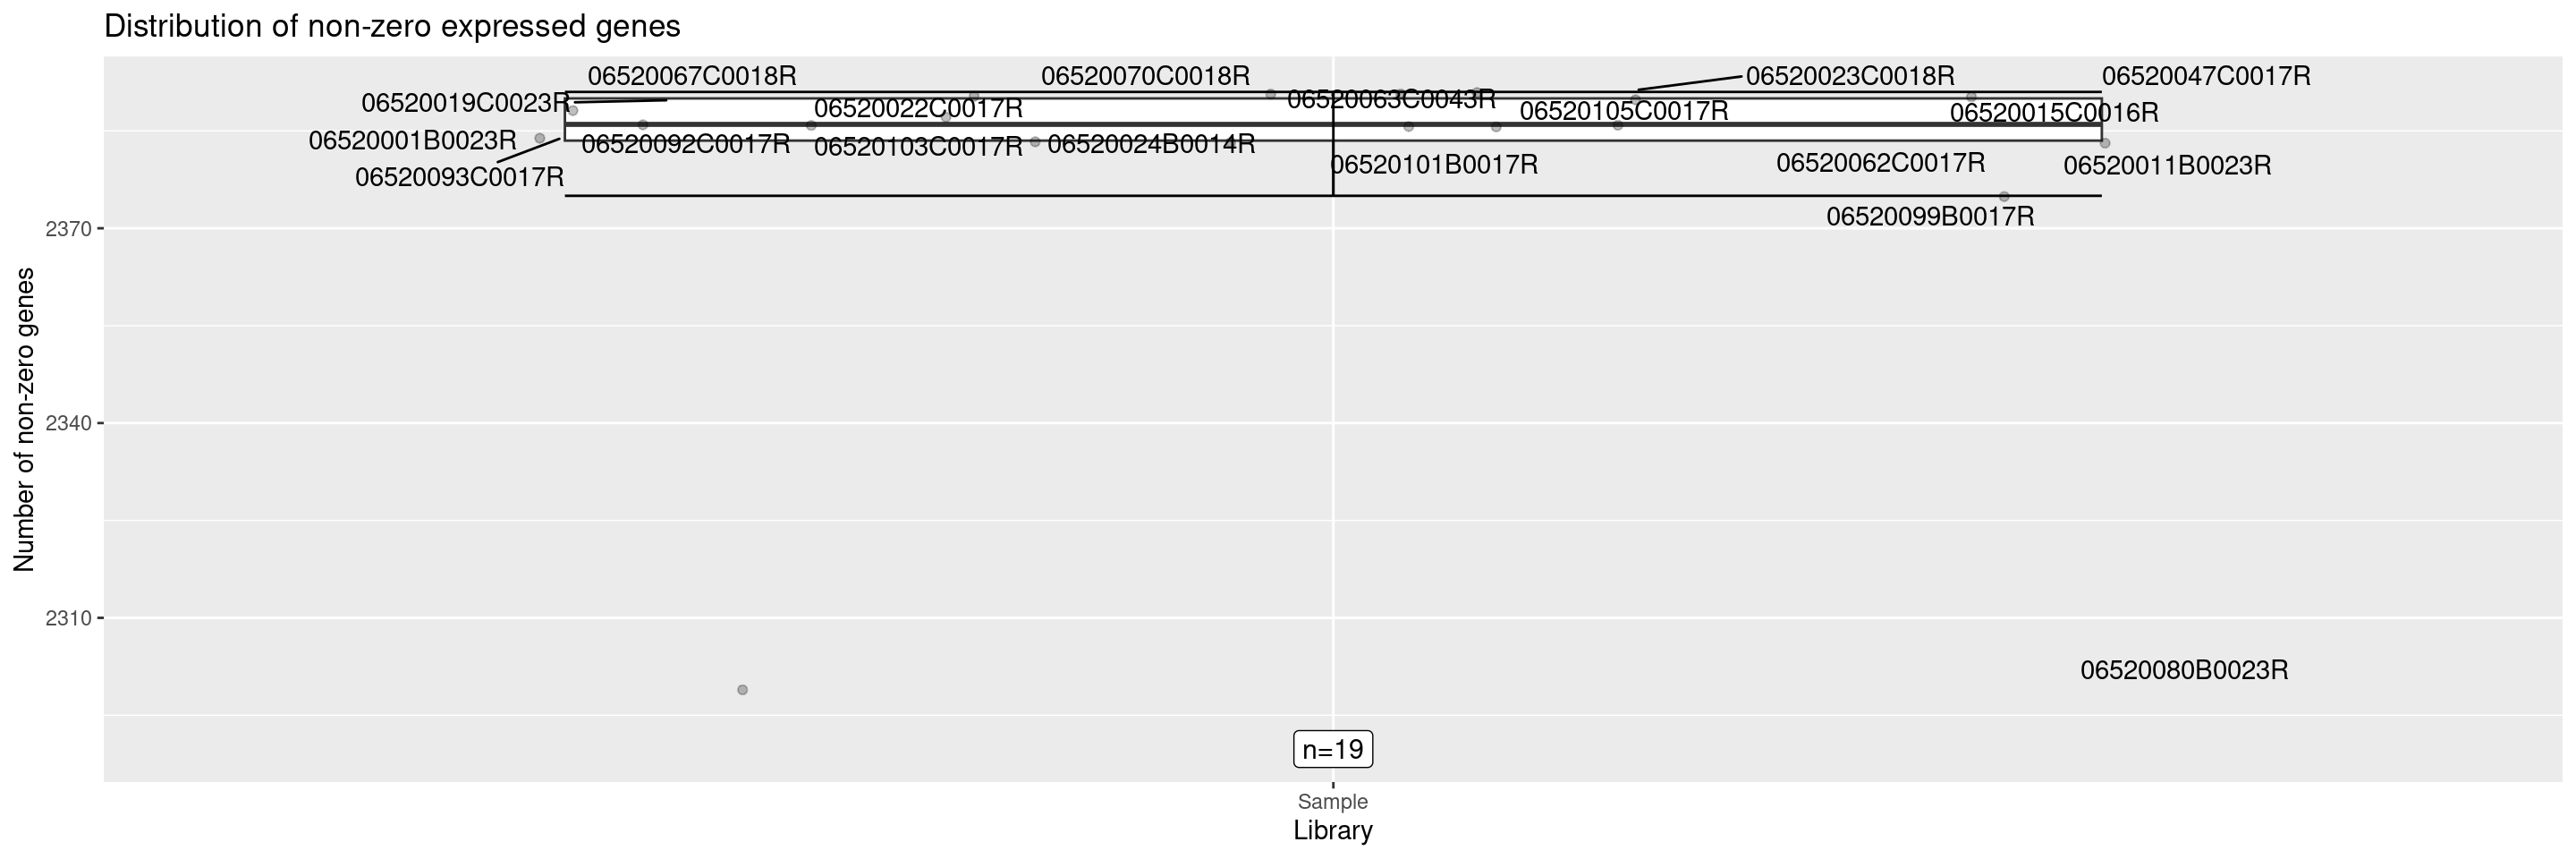 Distribution of non-zero expressed genes
06520067C0018R
06520070C0018R
06520023C0018R
06520047C0017R
06520019C0023R
06520022C0017R
06520063C0043R
06520105C0017R
06520015C0016R
06520001B0023R
06520092C0017R
06520103C0017R
06520024B0014R
06520101B0017R
06520062C0017R
06520011B0023R
06520093C0017R
06520099B0017R
2370
2340
2310
Number of non-zero genes
06520080B0023R
n=19
Sample
Library